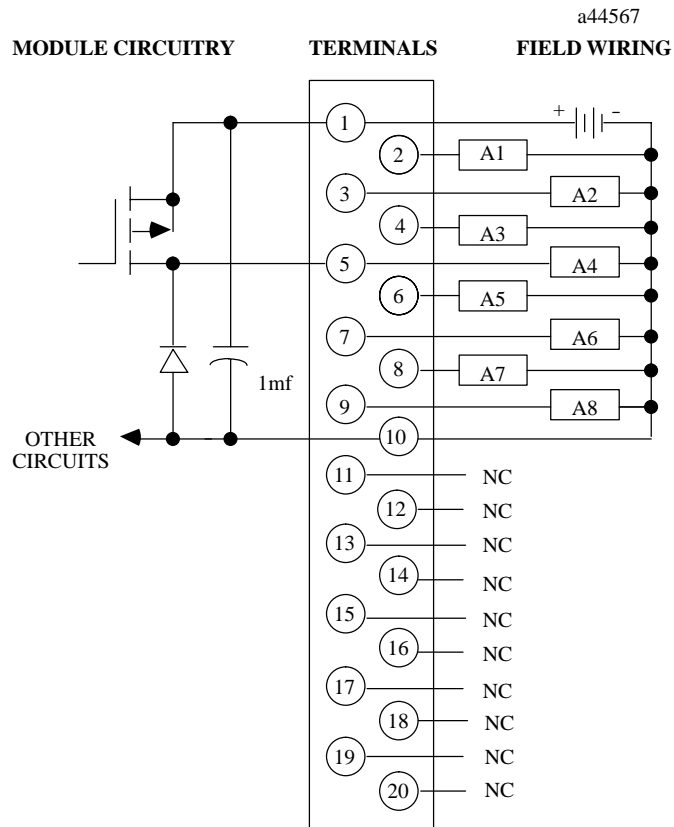 a44567
MODULE CIRCUITRY TERMINALS FIELD WIRING
1 + -
2 A1
3 A2
4 A3
5 A4
6 A5
7 A6
8 A7
1mf
9 A8
OTHER
CIRCUITS
10
11 NC
12 NC
13 NC
14 NC
15 NC
16 NC
17 NC
18 NC
19 NC
20 NC